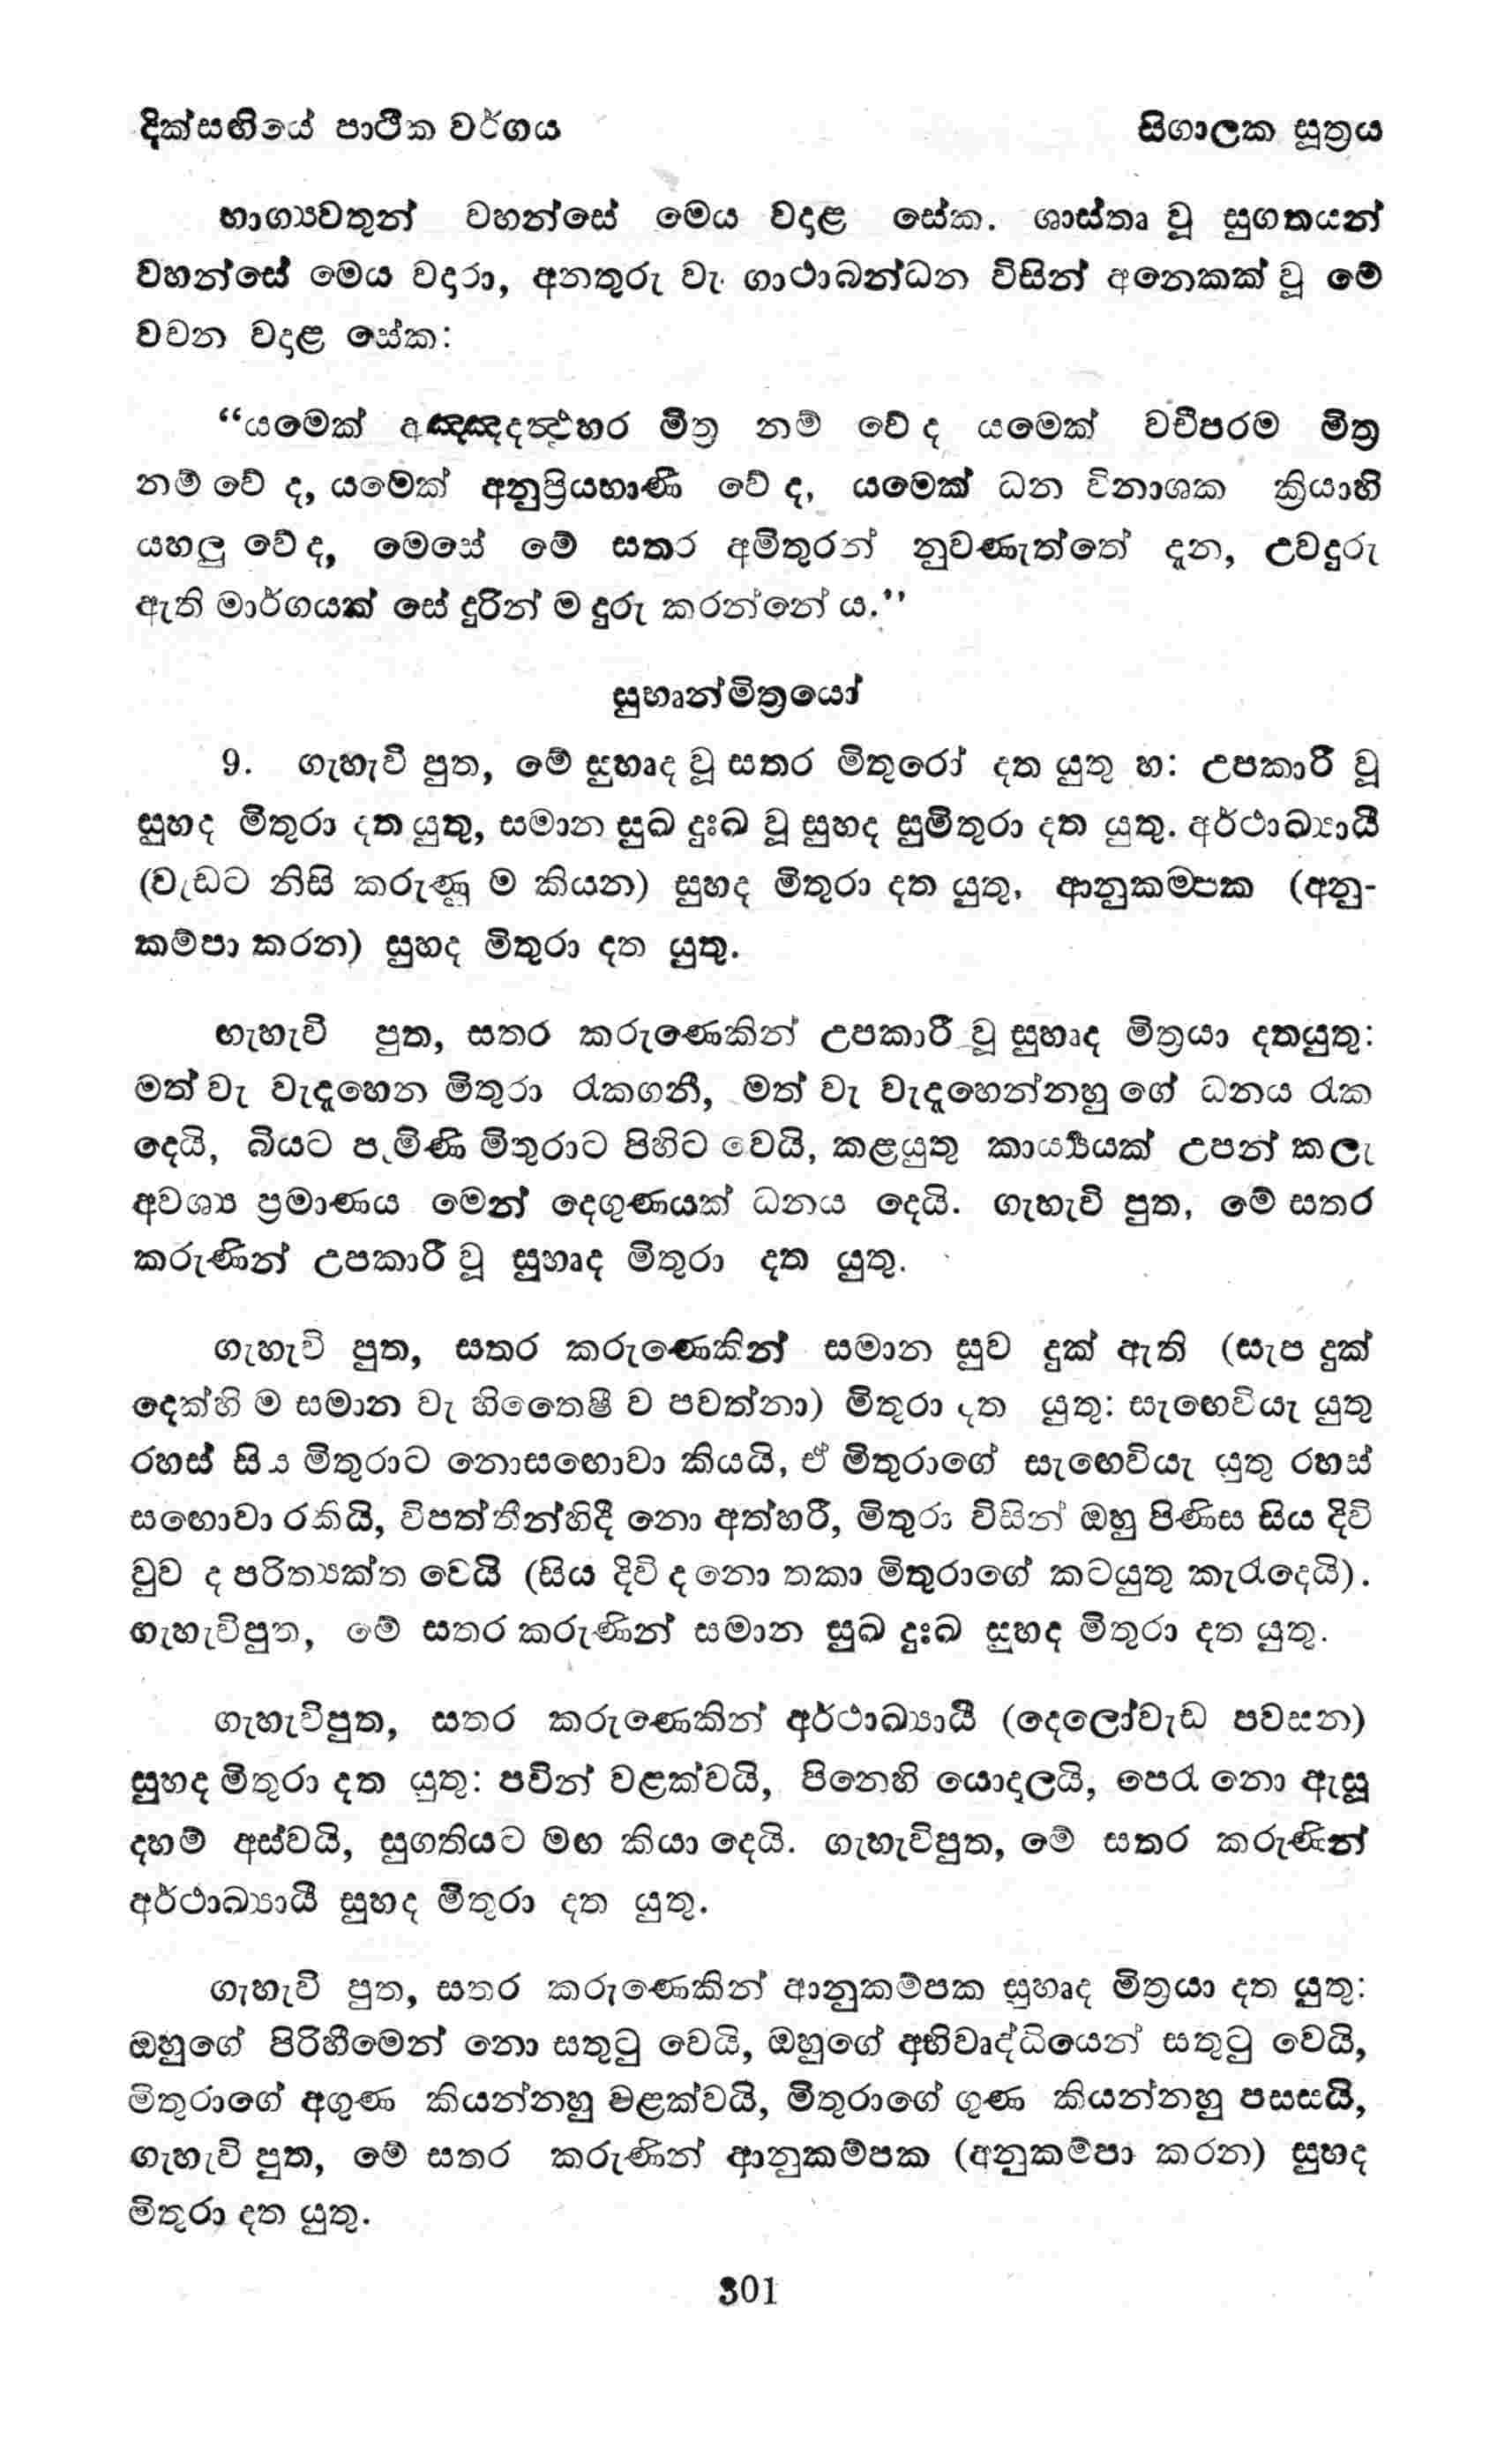 දික්සඟියේ පාථික වර්ගය සිගාලක සූත්‍රය
භාග්‍යවතුන් වහන්සේ මෙය වදාළ සේක. ශාස්තෘ වූ සුගතයන්
වහන්සේ මෙය වදාරා, අනතුරු වැ ගාථාබන්ධන විසින් අනෙකක් වූ මේ
වචන වදාළ සේක:
“යමෙක් අඤ්ඤදත්‍ථුහර මිත්‍ර නම් වේ ද යමෙක් වචීපරම මිත්‍ර
නම් වේ ද, යමෙක් අනුප්‍රියභාණී වේ ද, යමෙක් ධන විනාශක ක්‍රියාහි
යහලු වේ ද, මෙසේ මේ සතර අමිතුරන් නුවණැත්තේ දැන, උවදුරු
ඇති මාර්ගයක් සේ දුරින් ම දුරු කරන්නේ ය.”
සුහෘන්මිත්‍රයෝ
9. ගැහැවි පුත, මේ සුහෘද වූ සතර මිතුරෝ දත යුතු හ: උපකාරී වූ
සුහද මිතුරා දත යුතු, සමාන සුඛ දුඃඛ වූ සුහද සුමිතුරා දත යුතු. අර්ථාඛ්‍යායී
(වැඩට නිසි කරුණු ම කියන) සුහද මිතුරා දත යුතු, ආනුකම්පක (අනු-
කම්පා කරන) සුහද මිතුරා දත යුතු.
ගැහැවි පුත, සතර කරුණෙකින් උපකාරී වූ සුහෘද මිත්‍රයා දතයුතු:
මත් වැ වැදෑහෙන මිතුරා රැකගනී, මත් වැ වැදෑහෙන්නහු ගේ ධනය රැක
දෙයි, බියට පැමිණි මිතුරාට පිහිට වෙයි, කළයුතු කාර්‍ය්‍යයක් උපන් කලැ
අවශ්‍ය ප්‍රමාණය මෙන් දෙගුණයක් ධනය දෙයි. ගැහැවි පුත, මේ සතර
කරුණින් උපකාරී වූ සුහෘද මිතුරා දත යුතු.
ගැහැවි පුත, සතර කරුණෙකින් සමාන සුව දුක් ඇති (සැප දුක්
දෙක්හි ම සමාන වැ හිතෛෂී ව පවත්නා) මිතුරා දත යුතු: සැඟෙවියැ යුතු
රහස් සිය මිතුරාට නොසඟොවා කියයි, ඒ මිතුරාගේ සැඟෙවියැ යුතු රහස්
සඟොවා රකියි, විපත්තීන්හිදී නො අත්හරී, මිතුරා විසින් ඔහු පිණිස සිය දිවි
වුව ද පරිත්‍යක්ත වෙයි (සිය දිවි ද නො තකා මිතුරාගේ කටයුතු කැරැදෙයි).
ගැහැවිපුත, මේ සතර කරුණින් සමාන සුඛ දුඃඛ සුහද මිතුරා දත යුතු.
ගැහැවිපුත, සතර කරුණෙකින් අර්ථාඛ්‍යායී (දෙලෝවැඩ පවසන)
සුහද මිතුරා දත යුතු: පවින් වළක්වයි, පිනෙහි යොදාලයි, පෙරැ නො ඇසූ
දහම් අස්වයි, සුගතියට මඟ කියා දෙයි. ගැහැවිපුත, මේ සතර කරුණින්
අර්ථාඛ්‍යායී සුහද මිතුරා දත යුතු.
ගැහැවි පුත, සතර කරුණෙකින් ආනුකම්පක සුහෘද මිත්‍රයා දත යුතු:
ඔහුගේ පිරිහීමෙන් නො සතුටු වෙයි, ඔහුගේ අභිවෘද්ධියෙන් සතුටු වෙයි,
මිතුරාගේ අගුණ කියන්නහු වළක්වයි, මිතුරාගේ ගුණ කියන්නහු පසසයි,
ගැහැවි පුත, මේ සතර කරුණින් ආනුකම්පක (අනුකම්පා කරන) සුහද
මිතුරා දත යුතු.
301